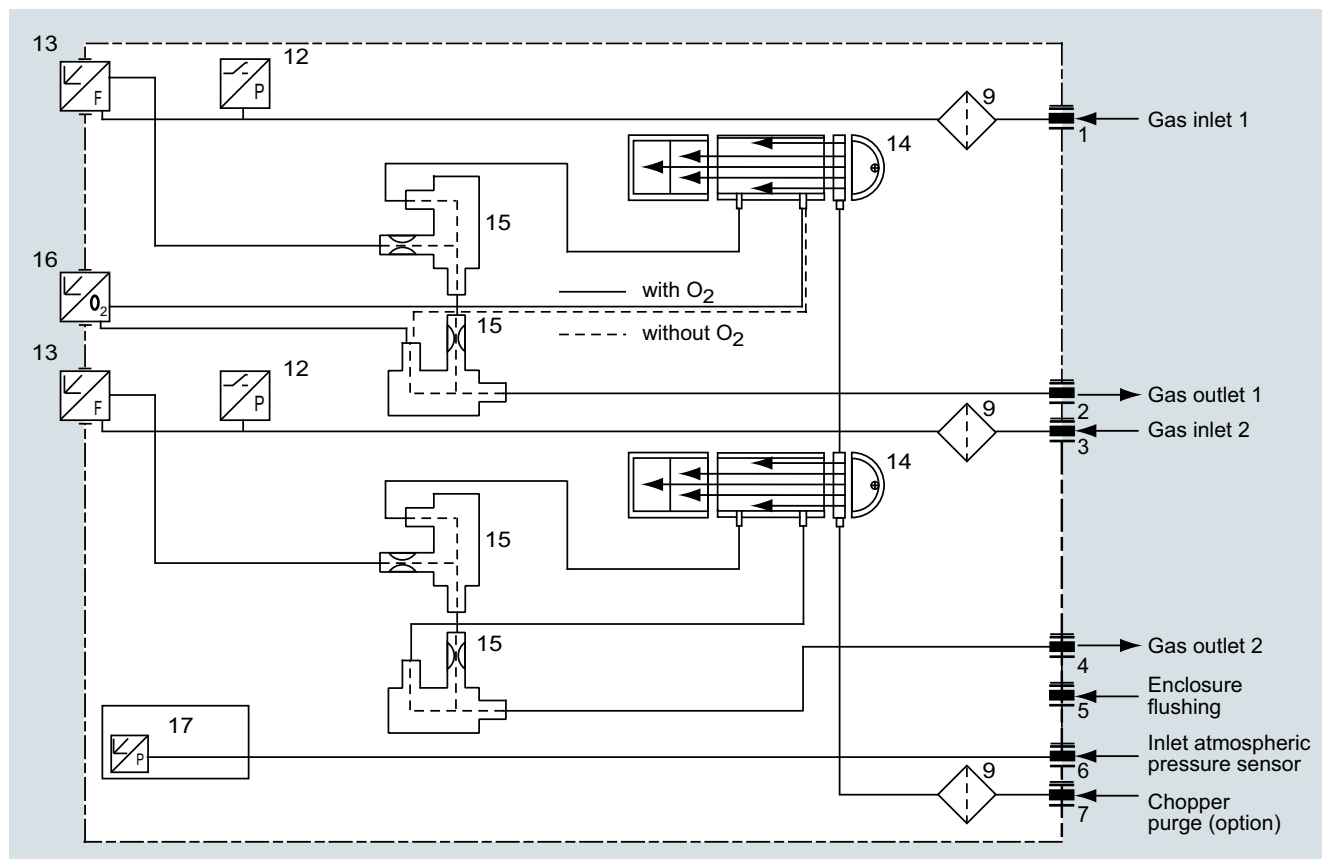 13
12
F
P
9
Gas inlet 1
1
14
15
16
O2
with O2
15
without O2
13
12
F
P
9
2
Gas outlet 1
Gas inlet 2
3
14
15
15
4
Gas outlet 2
Enclosure
flushing
5
17
P
Inlet atmospheric
pressure sensor
6
9
7
Chopper
purge (option)